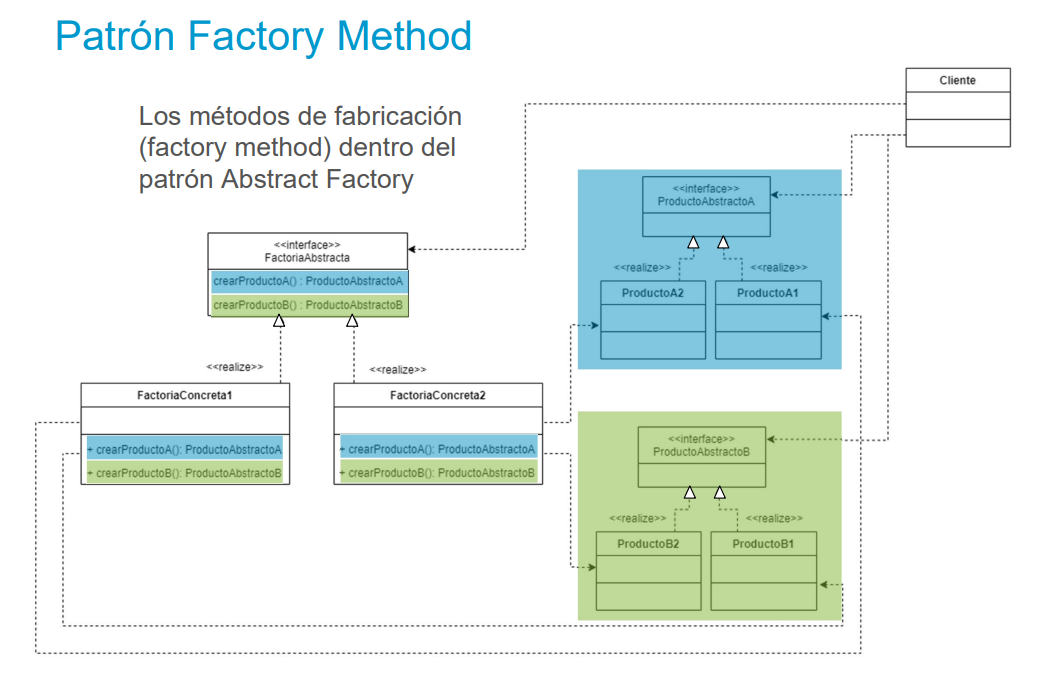 Patrón Factory Method
Cliente
Los métodos de fabricación
(factory method) dentro del
patrón Abstract Factory
<<interface>>
ProductoAbstractoA
<<realize>>
<<realize>>
ProductoA2
ProductoA1
<<interface>>
FactoriaAbstracta
crearProductoA() : ProductoAbstractoA
crearProductoB() : ProductoAbstractoB
<<realize>>
<<realize>>
FactoriaConcreta1
+ crearProductoA(): ProductoAbstractoA
+ crearProductoB(): ProductoAbstractoB
FactoriaConcreta2
+ crearProductoA(): ProductoAbstractoA
+ crearProductoB(): ProductoAbstractoB
<<interface>>
ProductoAbstractoB
<<realize>>
<<realize>>
ProductoB2
ProductoB1